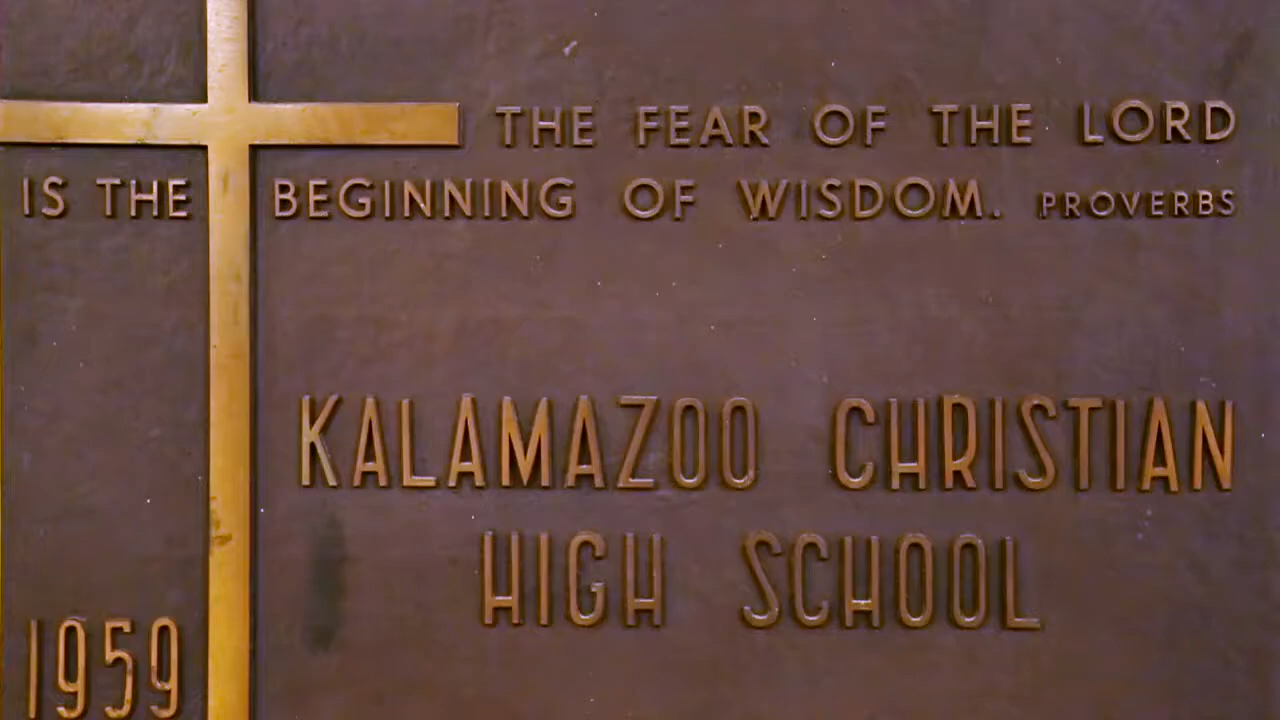 THE FEAR OF THE LORD
IS THE BEGINNING OF WISDOM. PROVERBS
KALAMAZOO CHRISTIAN
HIGH SCHOOL
1959